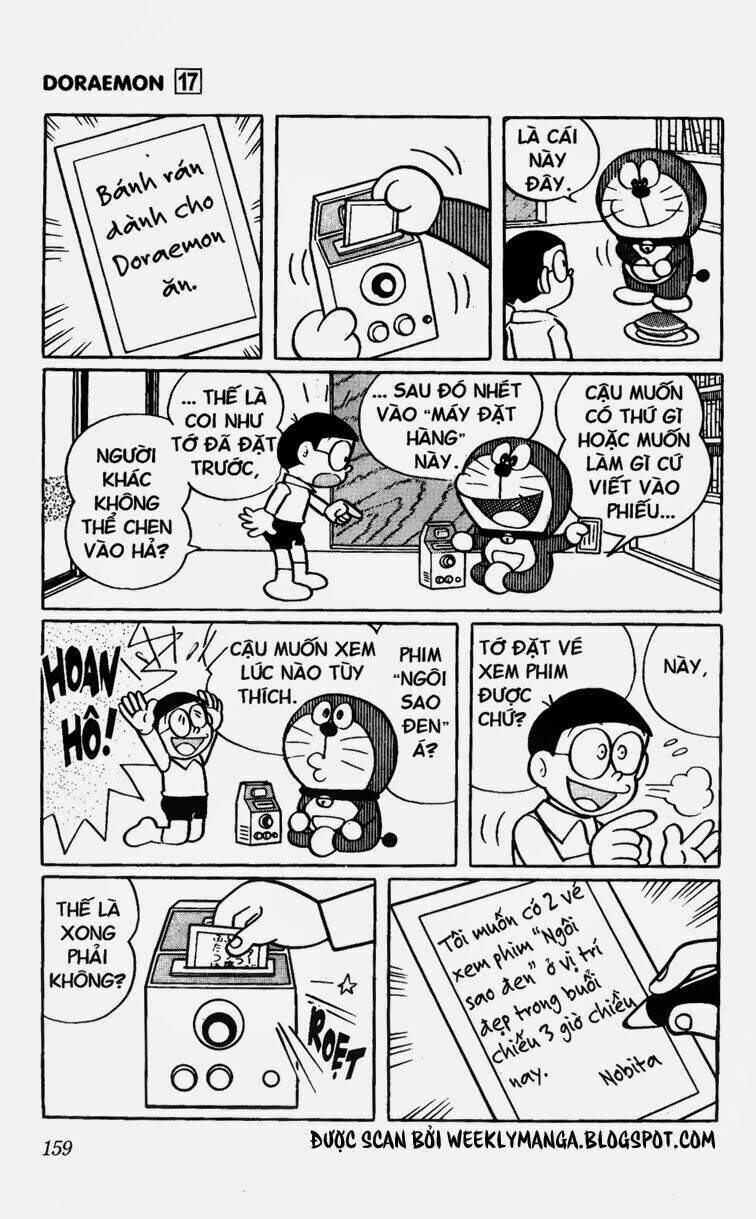 DORAEMON 17
LÀ CÁI
NÀY
ĐÂY.
Bánh rán
dành cho
Doraemon
ăn.
CẬU MUỐN
CÓ THỨ GÌ
HOẶC MUỐN
LÀM GÌ CỨ
VIẾT VÀO
PHIẾU...
... SAU ĐÓ NHÉT
VÀO “MÁY ĐẶT
HÀNG”
NÀY.
... THẾ LÀ
COI NHƯ
TỚ ĐÃ ĐẶT
TRƯỚC,
NGƯỜI
KHÁC
KHÔNG
THỂ CHEN
VÀO HẢ?
NÀY,
TỚ ĐẶT VÉ
XEM PHIM
ĐƯỢC
CHỨ?
PHIM
“NGÔI
SAO
ĐEN”
Á?
CẬU MUỐN XEM
LÚC NÀO TÙY
THÍCH.
HOAN
HÔ!
Tôi muốn có 2 vé
xem phim “Ngôi
sao đen” ở vị trí
đẹp trong buổi
chiếu 3 giờ chiều
nay.
Nobita
ROẸT
THẾ LÀ
XONG
PHẢI
KHÔNG?
159
ĐƯỢC SCAN BỞI WEEKLYMANGA.BLOGSPOT.COM